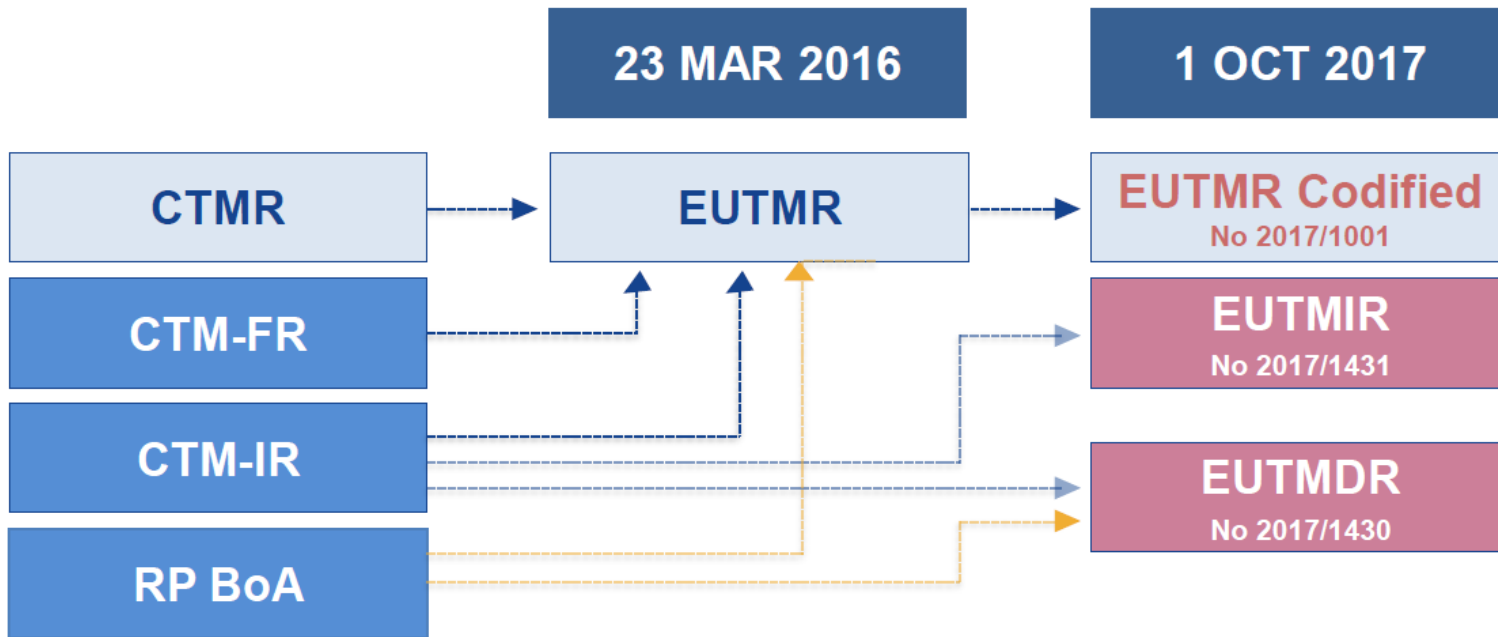 23 MAR 2016
1 OCT 2017
CTMR
EUTMR
EUTMR Codified
No 2017/1001
CTM-FR
EUTMIR
No 2017/1431
CTM-IR
EUTMDR
No 2017/1430
RP BoA